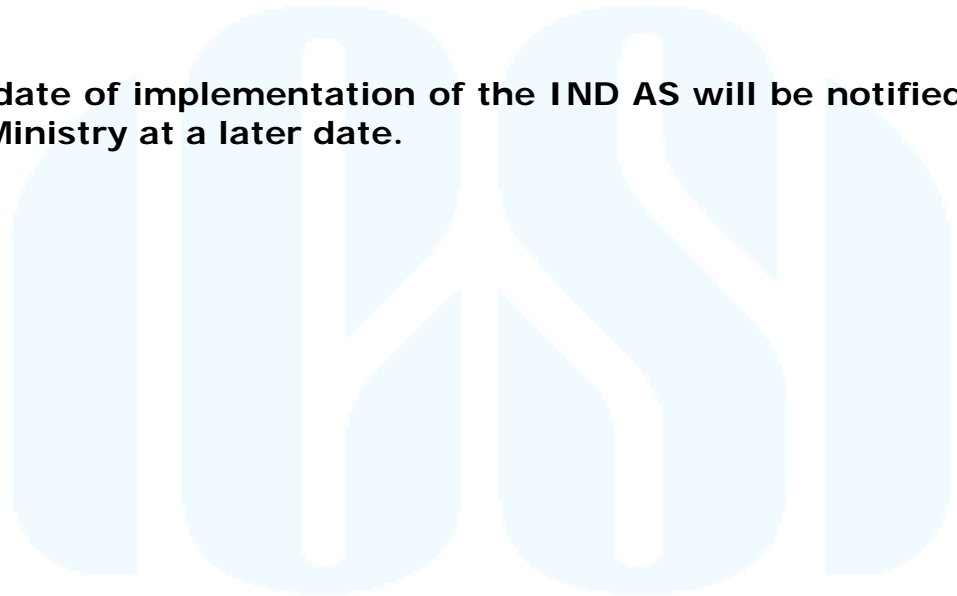 date of implementation of the IND AS will be notified
Ministry at a later date.